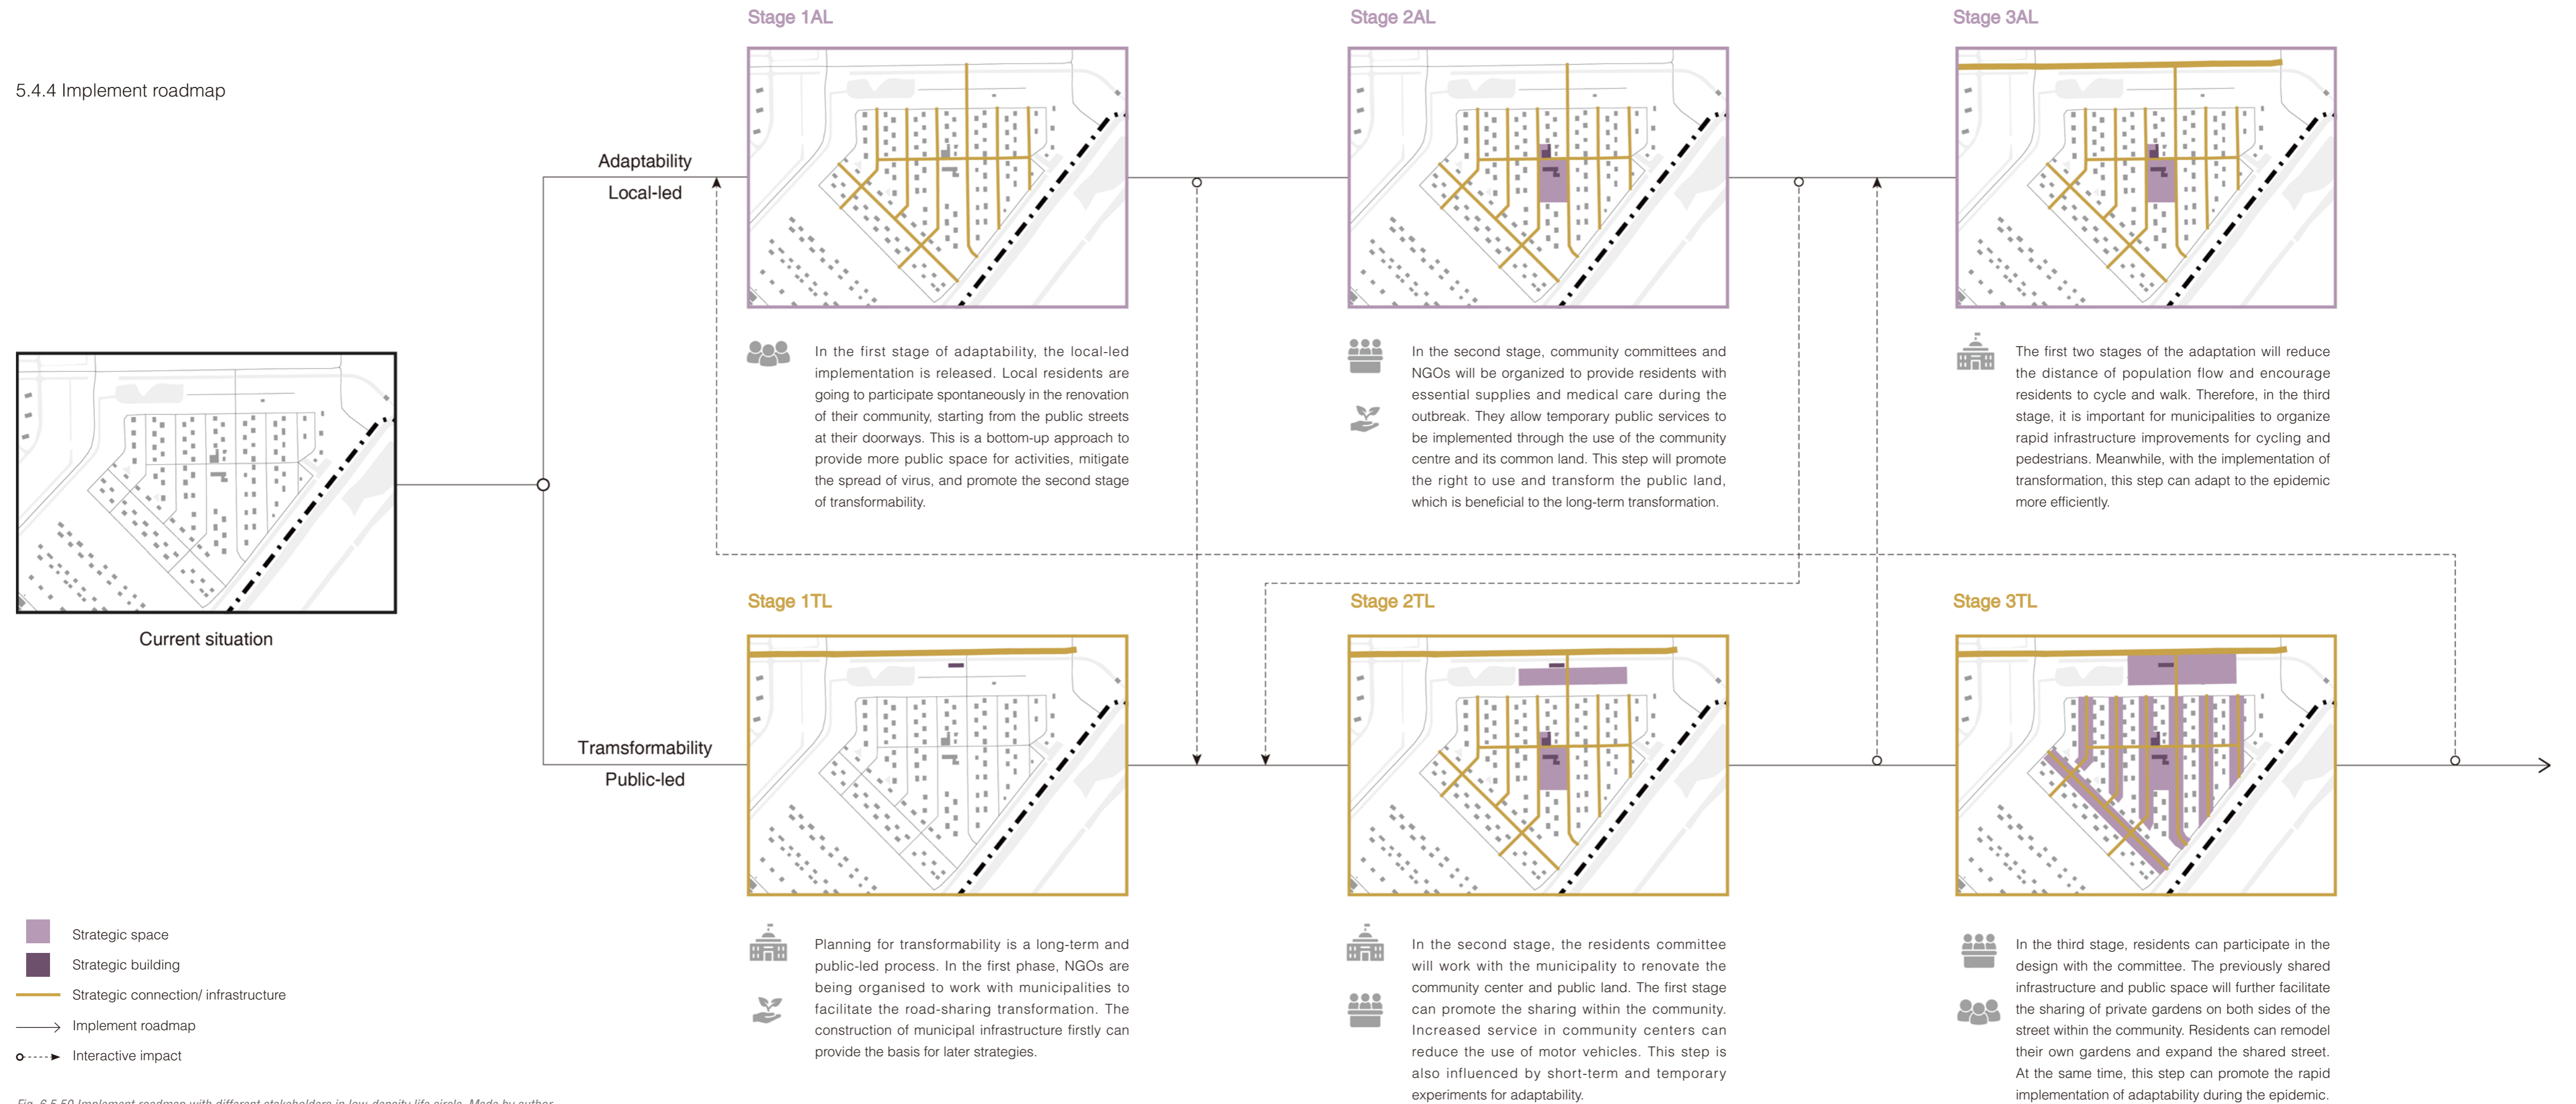 5.4.4 Implement roadmap
Current situation
Adaptability
Local-led
Tramsformability
Public-led
Stage 1AL
In the first stage of adaptability, the local-led
implementation is released. Local residents are
going to participate spontaneously in the renovation
of their community, starting from the public streets
at their doorways. This is a bottom-up approach to
provide more public space for activities, mitigate
the spread of virus, and promote the second stage
of transformability.
Stage 2AL
In the second stage, community committees and
NGOs will be organized to provide residents with
essential supplies and medical care during the
outbreak. They allow temporary public services to
be implemented through the use of the community
centre and its common land. This step will promote
the right to use and transform the public land,
which is beneficial to the long-term transformation.
Stage 3AL
The first two stages of the adaptation will reduce
the distance of population flow and encourage
residents to cycle and walk. Therefore, in the third
stage, it is important for municipalities to organize
rapid infrastructure improvements for cycling and
pedestrians. Meanwhile, with the implementation of
transformation, this step can adapt to the epidemic
more efficiently.
Stage 1TL
Planning for transformability is a long-term and
public-led process. In the first phase, NGOs are
being organised to work with municipalities to
facilitate the road-sharing transformation. The
construction of municipal infrastructure firstly can
provide the basis for later strategies.
Stage 2TL
In the second stage, the residents committee
will work with the municipality to renovate the
community center and public land. The first stage
can promote the sharing within the community.
Increased service in community centers can
reduce the use of motor vehicles. This step is
also influenced by short-term and temporary
experiments for adaptability.
Stage 3TL
In the third stage, residents can participate in the
design with the committee. The previously shared
infrastructure and public space will further facilitate
the sharing of private gardens on both sides of the
street within the community. Residents can remodel
their own gardens and expand the shared street.
At the same time, this step can promote the rapid
implementation of adaptability during the epidemic.
Strategic space
Strategic building
Strategic connection/ infrastructure
Implement roadmap
Interactive impact
Fig. 6.5.50 Implement roadmap with different stakeholders in low-density life circle. Made by author